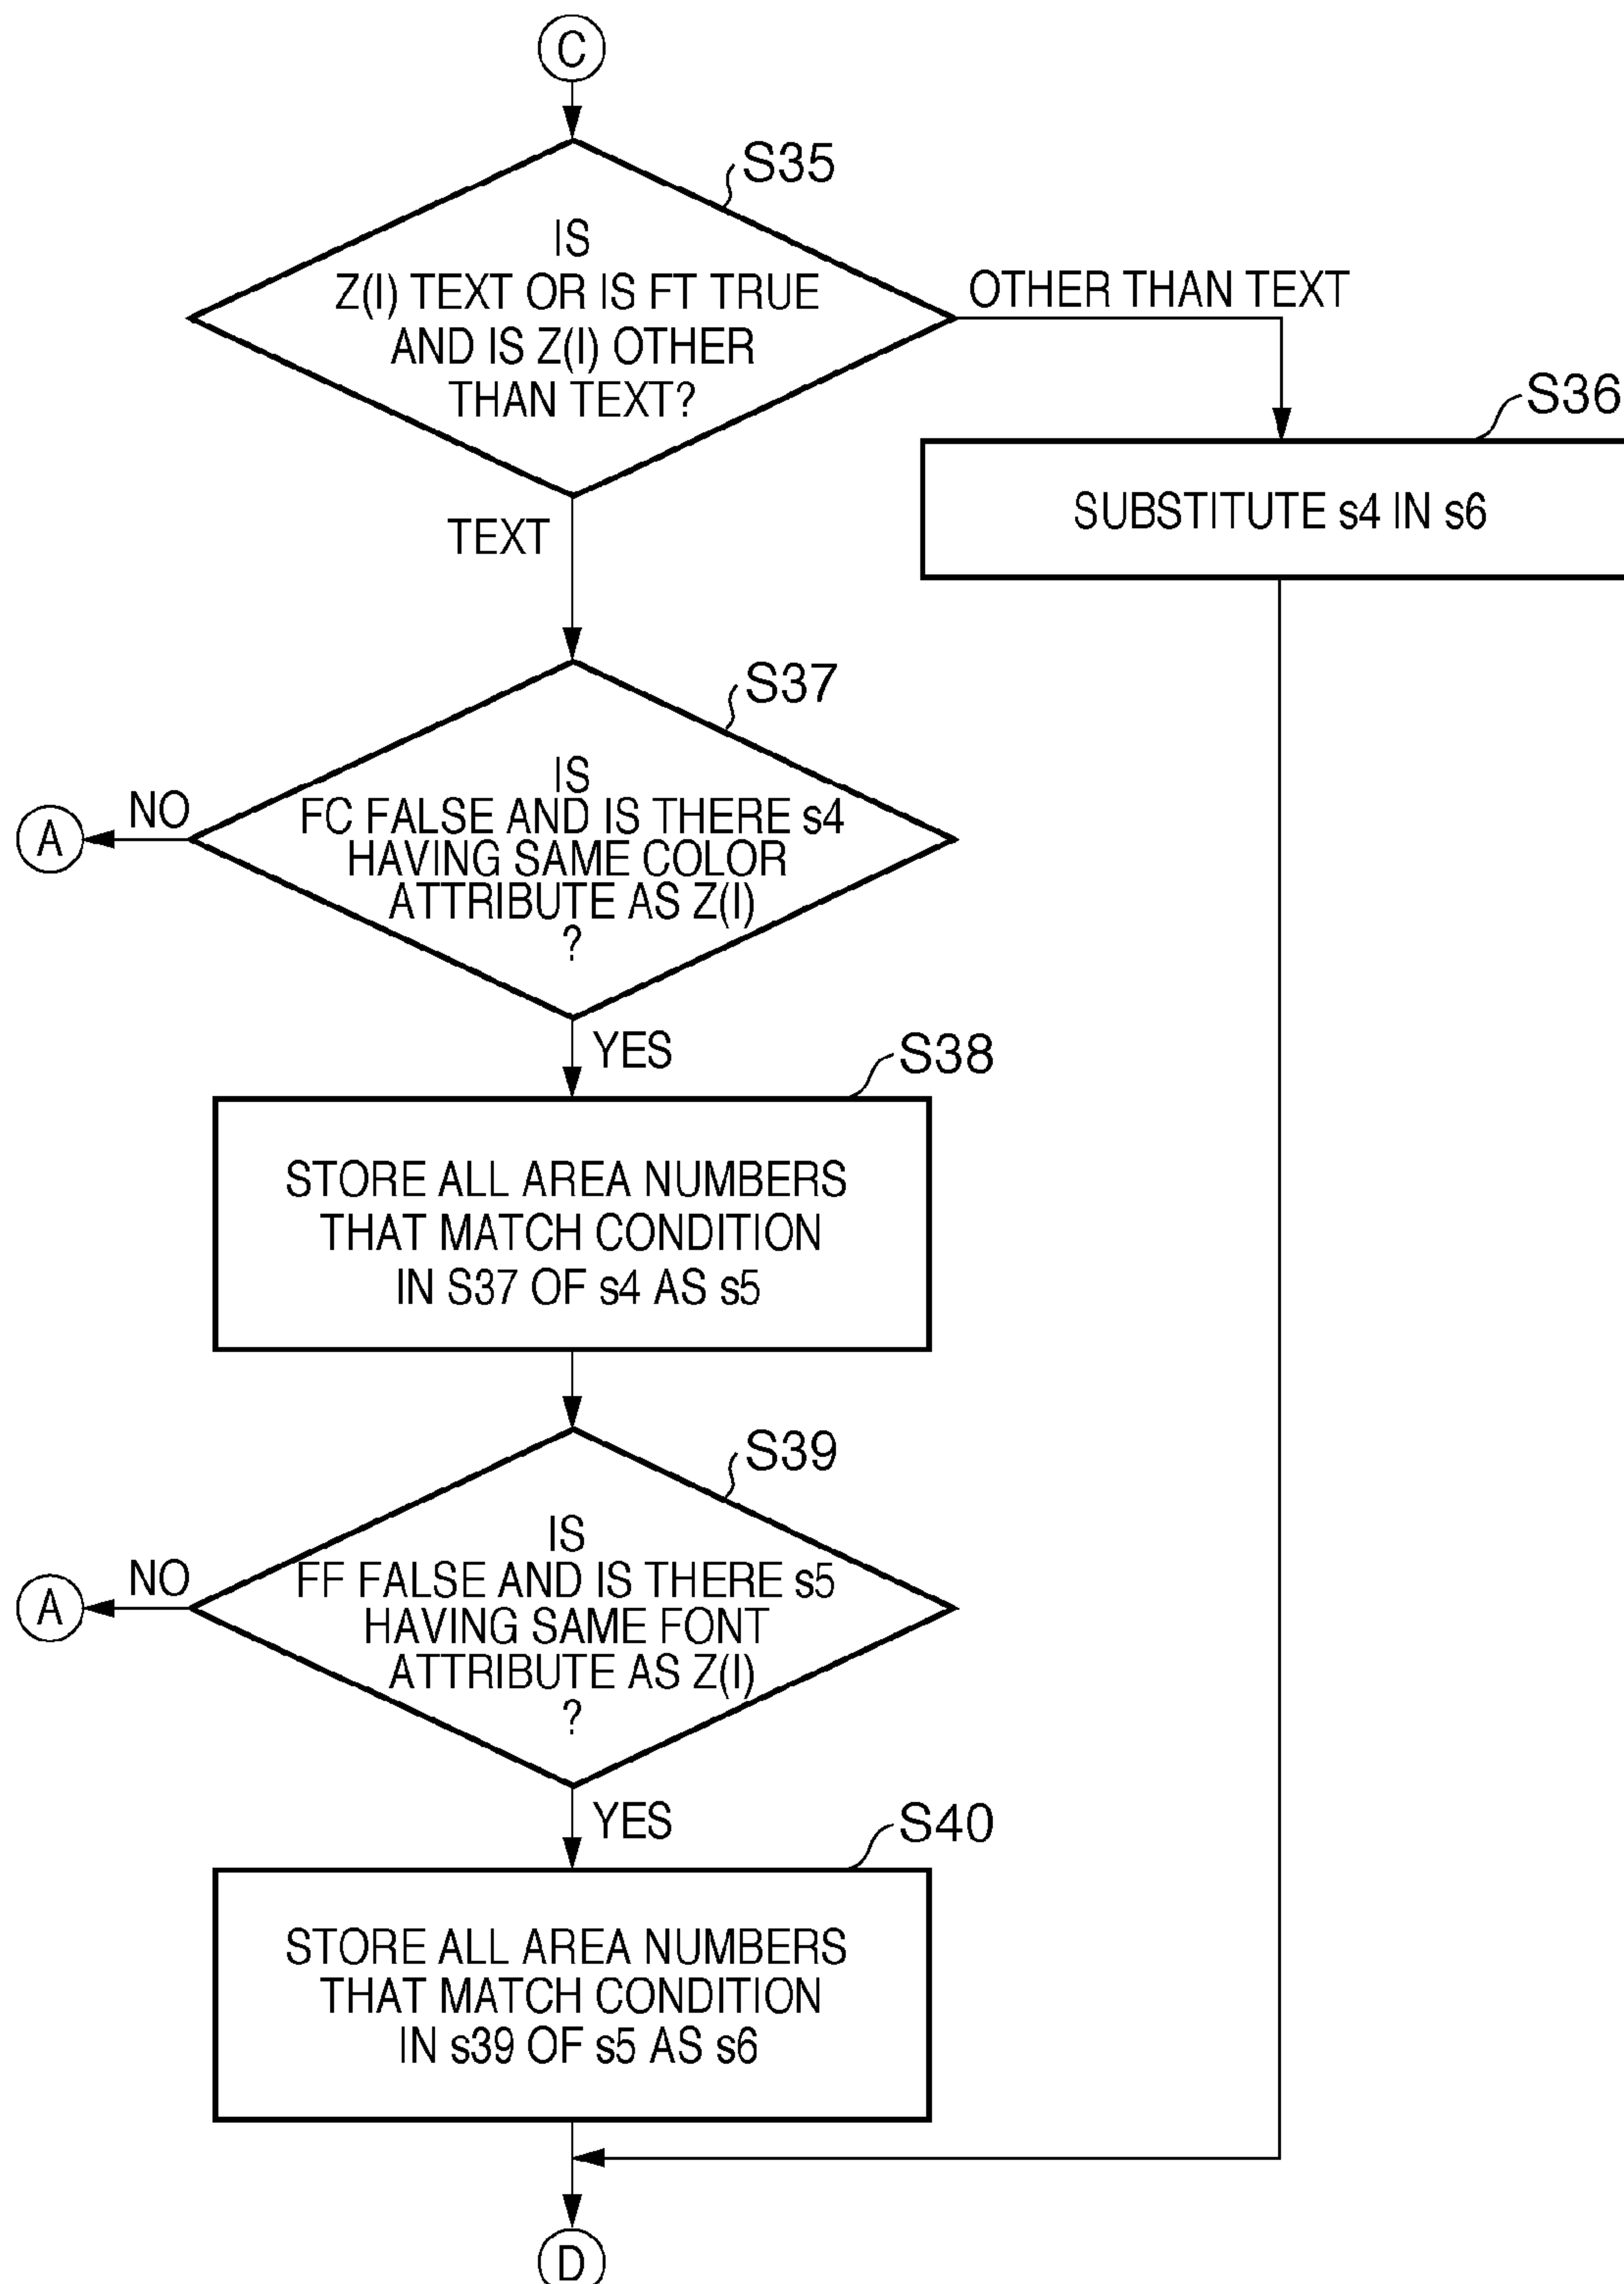 C
S35
IS
Z(I) TEXT OR IS FT TRUE
AND IS Z(I) OTHER
THAN TEXT?
OTHER THAN TEXT
S36
SUBSTITUTE s4 IN s6
TEXT
S37
IS
FC FALSE AND IS THERE s4
HAVING SAME COLOR
ATTRIBUTE AS Z(I)
?
NO
A
YES
S38
STORE ALL AREA NUMBERS
THAT MATCH CONDITION
IN S37 OF s4 AS s5
S39
IS
FF FALSE AND IS THERE s5
HAVING SAME FONT
ATTRIBUTE AS Z(I)
?
NO
A
YES
S40
STORE ALL AREA NUMBERS
THAT MATCH CONDITION
IN s39 OF s5 AS s6
D